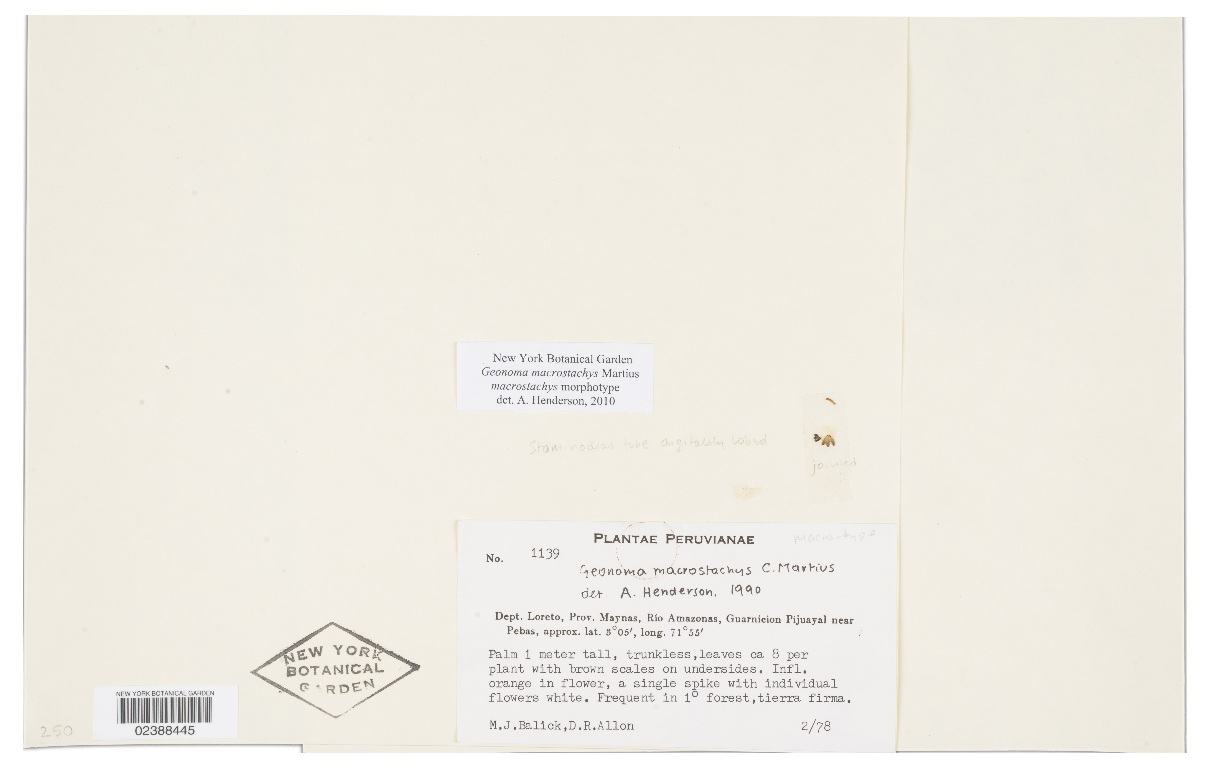 New York Botanical Garden
Geonoma macrostachys Martius
macrostachys morphotype
det. A. Henderson, 2010
Staminodial tube digitately lobed
joined
PLANTAE PERUVIANAE
No. 1139
Geonoma macrostachys C. Martius
det A. Henderson, 1990
Dept. Loreto, Prov. Maynas, Rio Amazonas, Guarnicion Pijuayal near
Pebas, approx. lat. 3°05', long. 71°55'
Palm 1 meter tall, trunkless,leaves ca 8 per
plant with brown scales on undersides. Infl.
orange in flower, a single spike with individual
flowers white. Frequent in 1° forest,tierra firma.
M.J.Balick,D.R.Allon 2/78
NEW YORK
BOTANICAL
GARDEN
NEW YORK BOTANICAL GARDEN
02388445
250